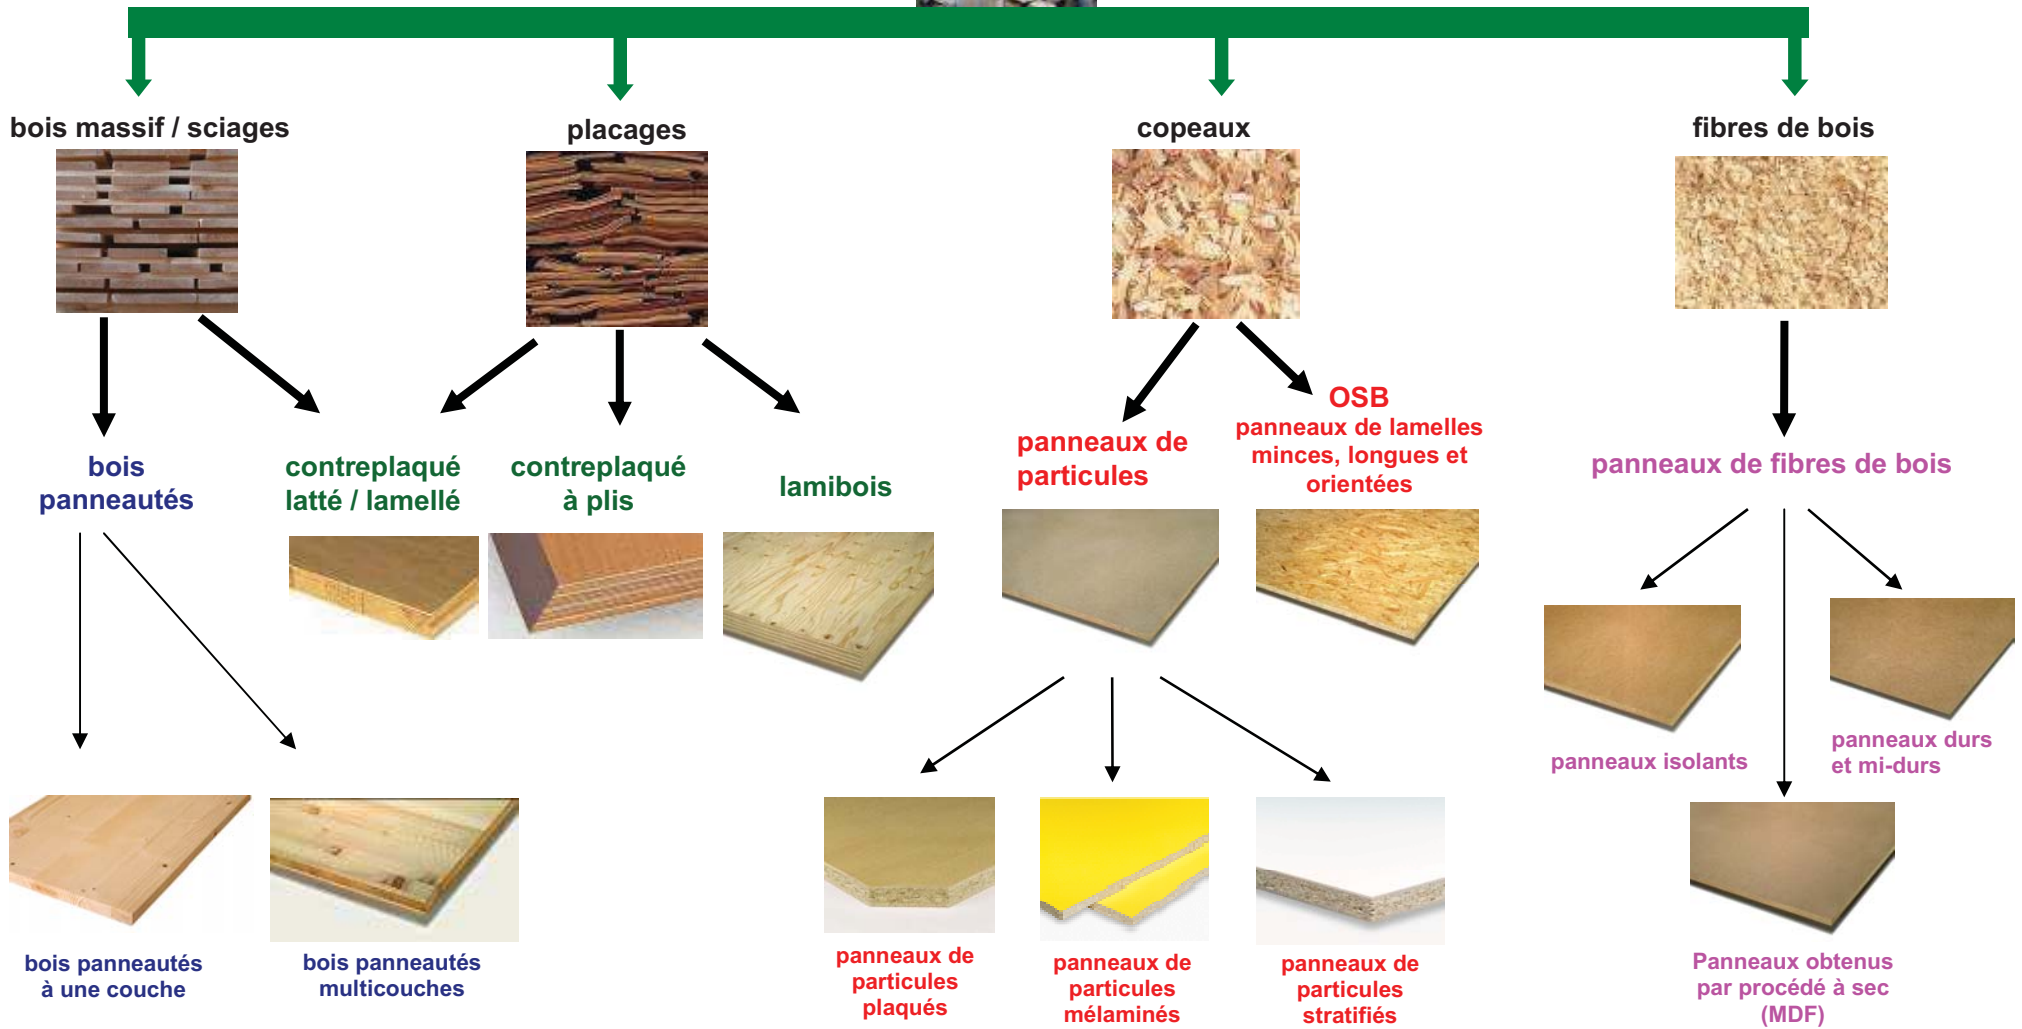 bois massif / sciages
placages
copeaux
fibres de bois
bois
panneautés
contreplaqué
latté / lamellé
contreplaqué
à plis
lamibois
panneaux de
particules
OSB
panneaux de lamelles
minces, longues et
orientées
panneaux de fibres de bois
panneaux isolants
panneaux durs
et mi-durs
bois panneautés
à une couche
bois panneautés
multicouches
panneaux de
particules
plaqués
panneaux de
particules
mélaminés
panneaux de
particules
stratifiés
Panneaux obtenus
par procédé à sec
(MDF)